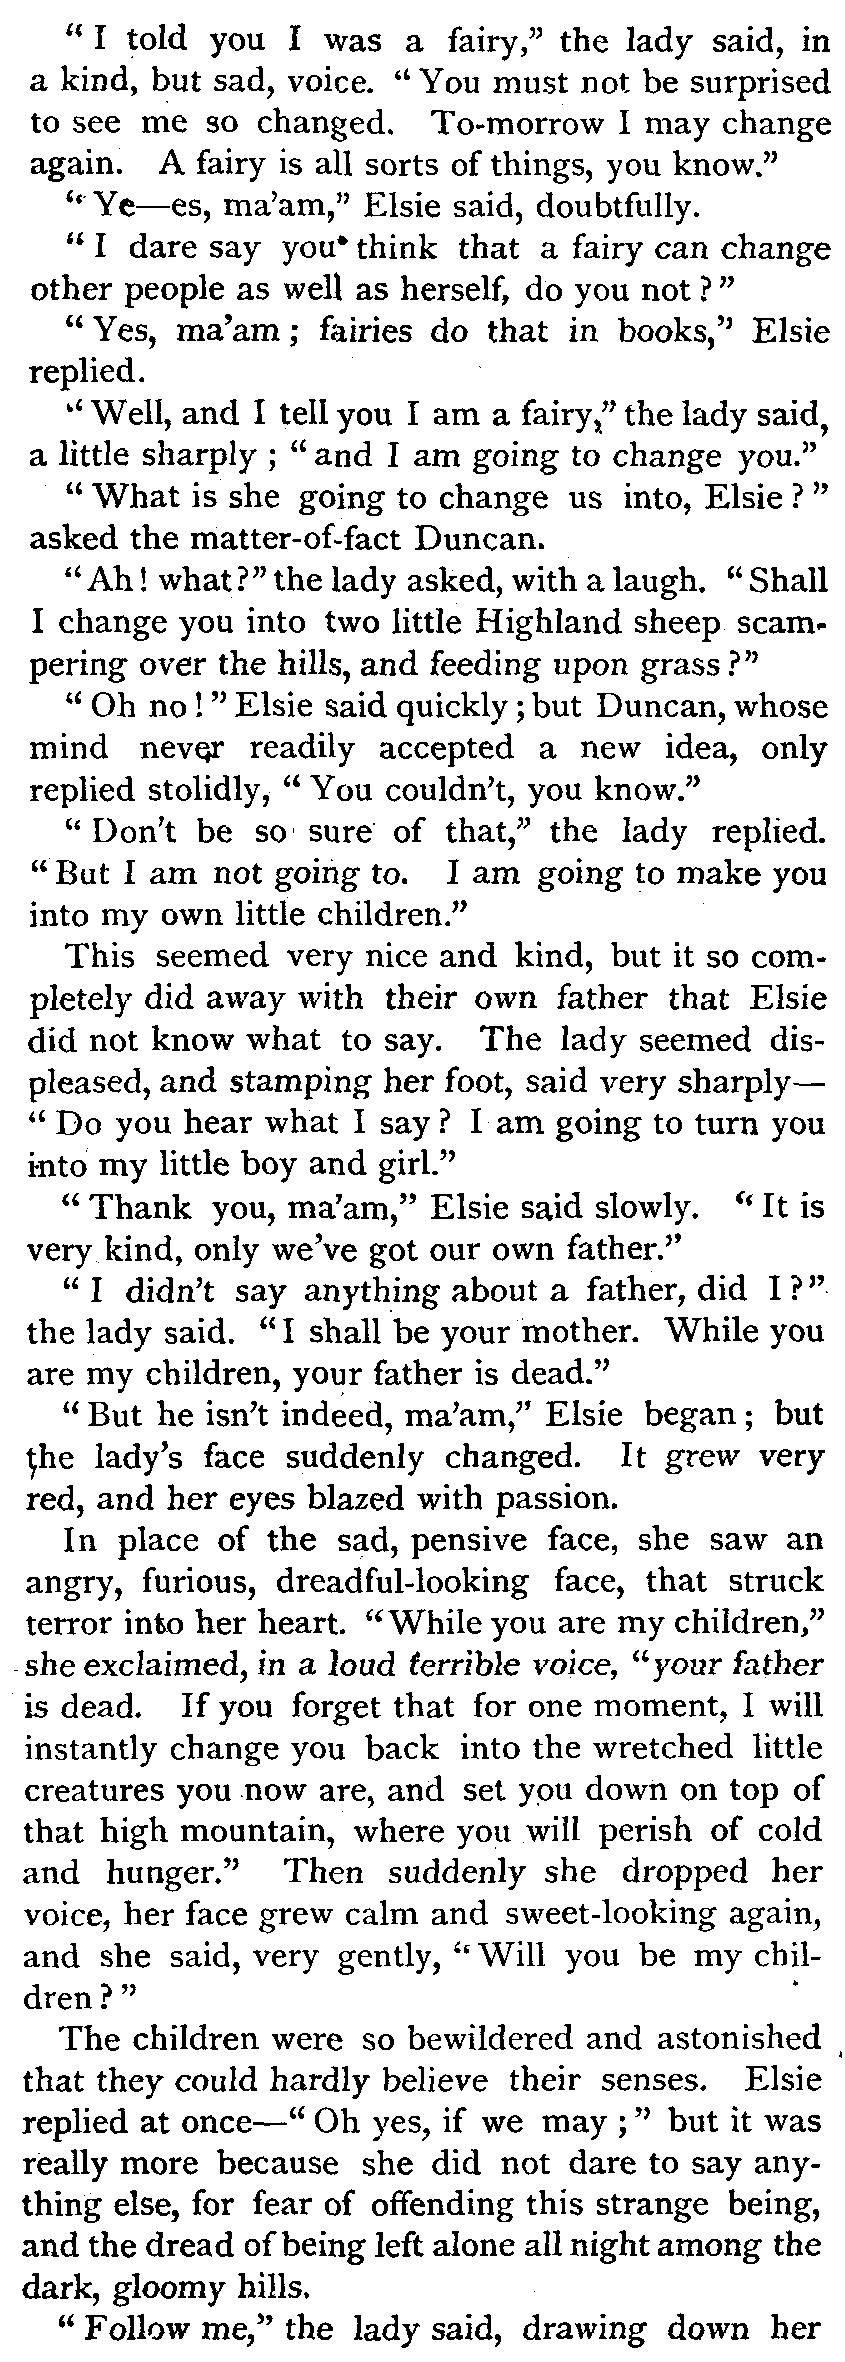 “ I told you I was a fairy,” the lady said, in
a kind, but sad, voice. “ You must not be surprised
to see me so changed. To-morrow I may change
again. A fairy is all sorts of things, you know.”
“ Ye—es, ma’am,” Elsie said, doubtfully.
“ I dare say you think that a fairy can change
other people as well as herself, do you not ? ”
“ Yes, ma’am ; fairies do that in books,” Elsie
replied.
“ Well, and I tell you I am a fairy,” the lady said,
a little sharply ; “ and I am going to change you.”
“ What is she going to change us into, Elsie ? ”
asked the matter-of-fact Duncan.
“ Ah ! what ?” the lady asked, with a laugh. “ Shall
I change you into two little Highland sheep scam-
pering over the hills, and feeding upon grass ?”
“ Oh no ! ” Elsie said quickly ; but Duncan, whose
mind never readily accepted a new idea, only
replied stolidly, “ You couldn’t, you know.”
“ Don’t be so sure of that,” the lady replied.
“ But I am not going to. I am going to make you
into my own little children.”
This seemed very nice and kind, but it so com-
pletely did away with their own father that Elsie
did not know what to say. The lady seemed dis-
pleased, and stamping her foot, said very sharply—
“ Do you hear what I say ? I am going to turn you
into my little boy and girl.”
“ Thank you, ma’am,” Elsie said slowly. “ It is
very kind, only we’ve got our own father.”
“ I didn’t say anything about a father, did I ?”
the lady said. “ I shall be your mother. While you
are my children, your father is dead.”
“ But he isn’t indeed, ma’am,” Elsie began ; but
the lady’s face suddenly changed. It grew very
red, and her eyes blazed with passion.
In place of the sad, pensive face, she saw an
angry, furious, dreadful-looking face, that struck
terror into her heart. “ While you are my children,”
she exclaimed, in a loud terrible voice, “ your father
is dead. If you forget that for one moment, I will
instantly change you back into the wretched little
creatures you now are, and set you down on top of
that high mountain, where you will perish of cold
and hunger.” Then suddenly she dropped her
voice, her face grew calm and sweet-looking again,
and she said, very gently, “ Will you be my chil-
dren ? ”
The children were so bewildered and astonished
that they could hardly believe their senses. Elsie
replied at once—“ Oh yes, if we may ; ” but it was
really more because she did not dare to say any-
thing else, for fear of offending this strange being,
and the dread of being left alone all night among the
dark, gloomy hills.
“ Follow me,” the lady said, drawing down her